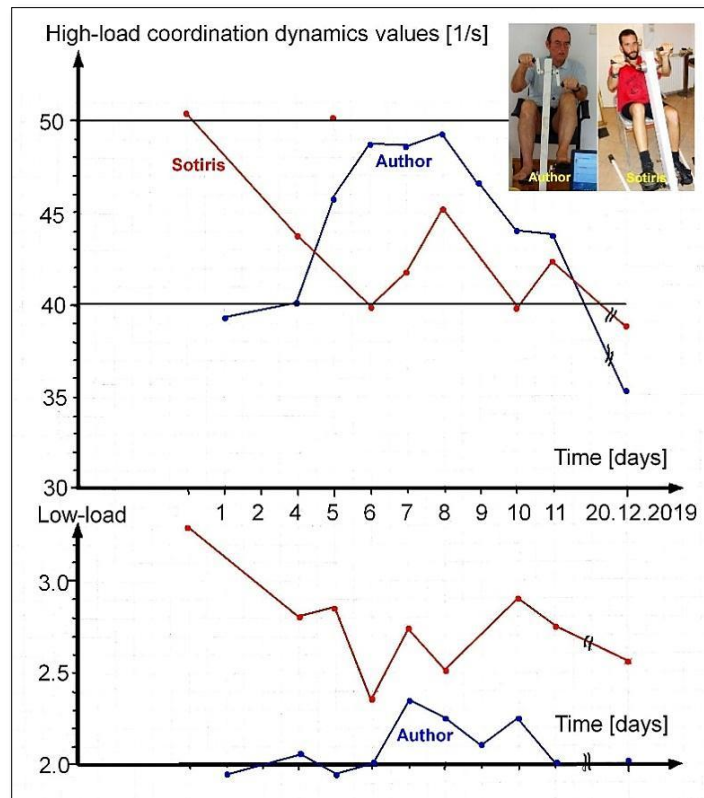 High-load coordination dynamics values [1/s]
50
45
40
35
30
Sotiris
Author
Author
Sotiris
Time [days]
1 2 4 5 6 7 8 9 10 11 20.12.2019
Low-load
3.0
2.5
2.0
Author
Time [days]